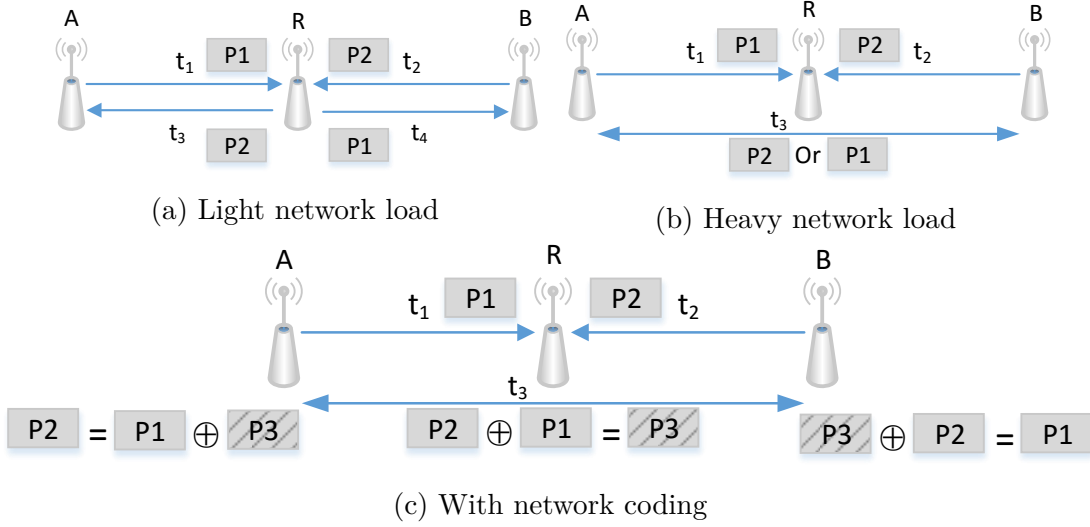 A R B
t1 P1 P2 t2
t3 P2 P1 t4
(a) Light network load
A R B
t1 P1 P2 t2
t3
P2 Or P1
(b) Heavy network load
A R B
t1 P1 P2 t2
t3
P2 = P1 ⊕ P3 P2 ⊕ P1 = P3 P3 ⊕ P2 = P1
(c) With network coding